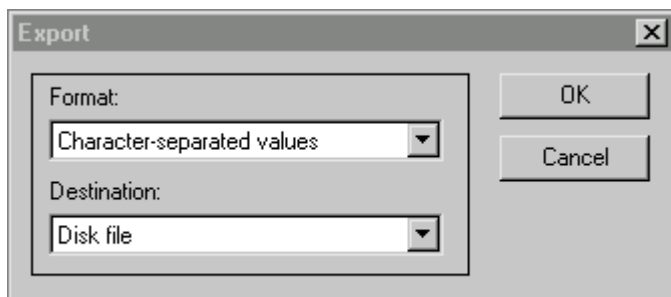 Export
Format:
Character-separated values
Destination:
Disk file
OK
Cancel